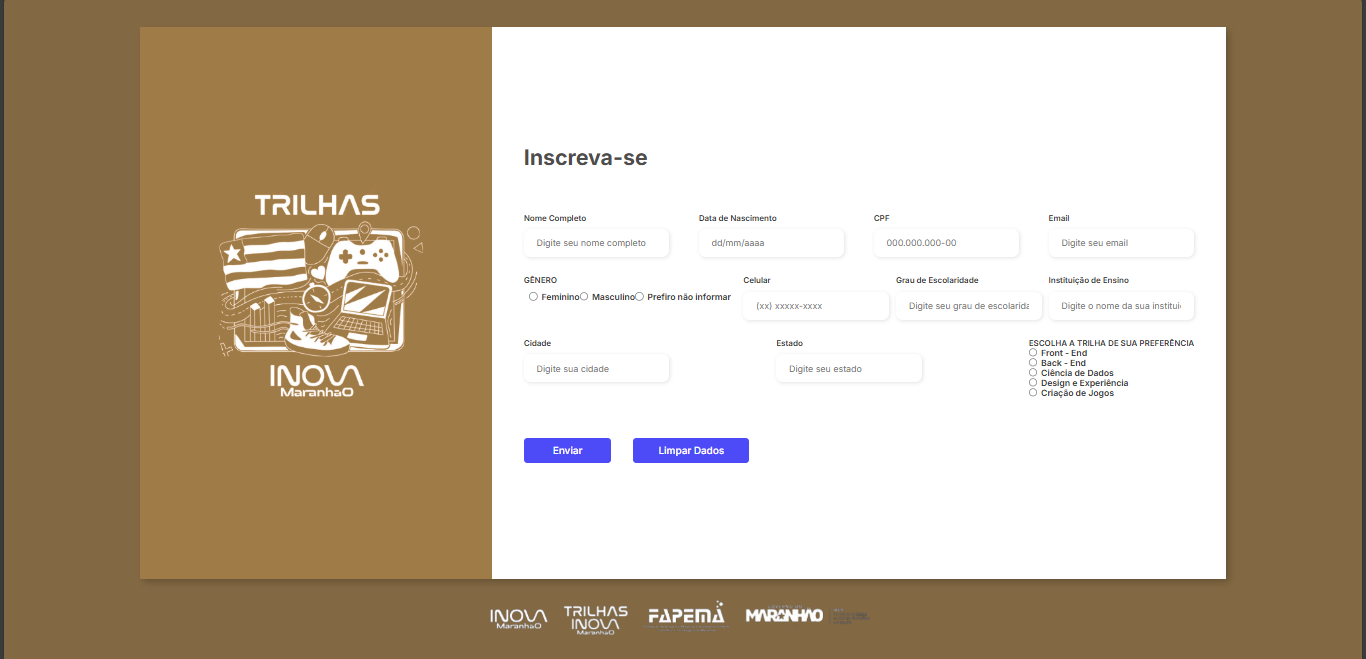 TRILHAS
INOVA
MaranhaO
Inscreva-se
Nome Completo
Data de Nascimento
CPF
Email
Digite seu nome completo
dd/mm/aaaa
000.000.000-00
Digite seu email
GÊNERO
Celular
Grau de Escolaridade
Instituição de Ensino
Feminino Masculino Prefiro não informar
(xx) xxxxx-xxxx
Digite seu grau de escolarida
Digite o nome da sua institui
Cidade
Estado
ESCOLHA A TRILHA DE SUA PREFERÊNCIA
Digite sua cidade
Digite seu estado
Front - End
Back - End
Ciência de Dados
Design e Experiência
Criação de Jogos
Enviar
Limpar Dados
INOVA
MaranhaO
TRILHAS
INOVA
MaranhaO
FAPEMA
MARANHÃO